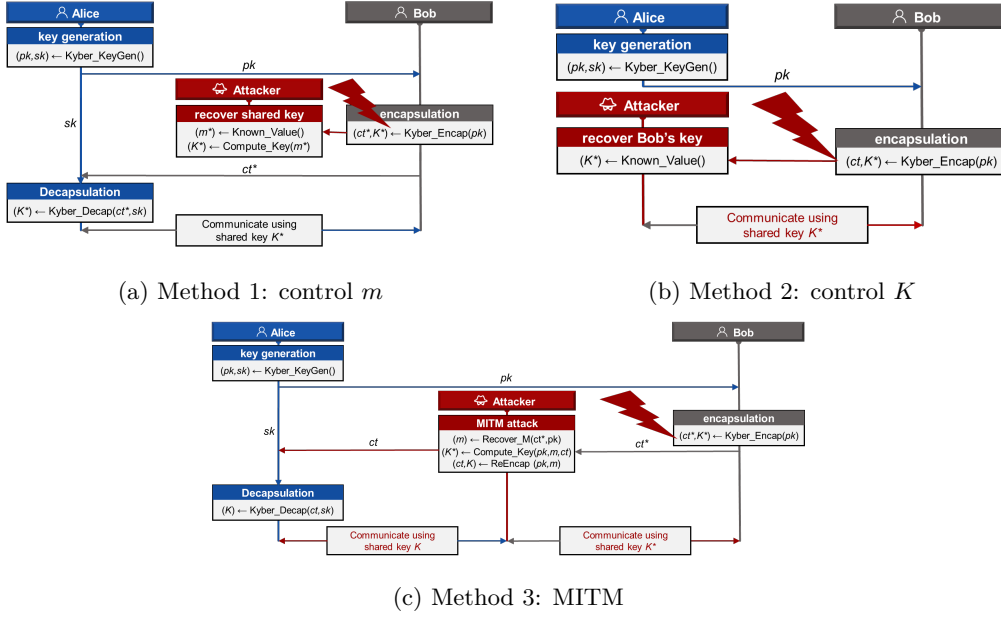 Alice
Bob
key generation
(pk,sk) ← Kyber_KeyGen()
pk
Attacker
recover shared key
(m*) ← Known_Value()
(K*) ← Compute_Key(m*)
encapsulation
(ct*,K*) ← Kyber_Encap(pk)
sk
ct*
Decapsulation
(K*) ← Kyber_Decap(ct*,sk)
Communicate using
shared key K*
(a) Method 1: control m
Alice
Bob
key generation
(pk,sk) ← Kyber_KeyGen()
pk
Attacker
recover Bob's key
(K*) ← Known_Value()
encapsulation
(ct,K*) ← Kyber_Encap(pk)
Communicate using
shared key K*
(b) Method 2: control K
Alice
Bob
key generation
(pk,sk) ← Kyber_KeyGen()
pk
Attacker
MITM attack
(m) ← Recover_M(ct*,pk)
(K*) ← Compute_Key(pk,m,ct)
(ct,K) ← ReEncap (pk,m)
encapsulation
(ct*,K*) ← Kyber_Encap(pk)
sk
ct
ct*
Decapsulation
(K) ← Kyber_Decap(ct,sk)
Communicate using
shared key K
Communicate using
shared key K*
(c) Method 3: MITM